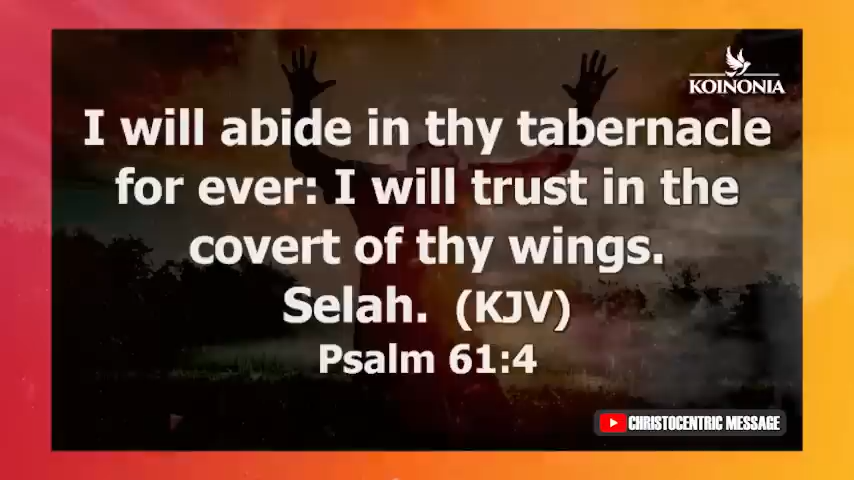 KOINONIA
I will abide in thy tabernacle
for ever: I will trust in the
covert of thy wings.
Selah. (KJV)
Psalm 61:4
CHRISTOCENTRIC MESSAGE